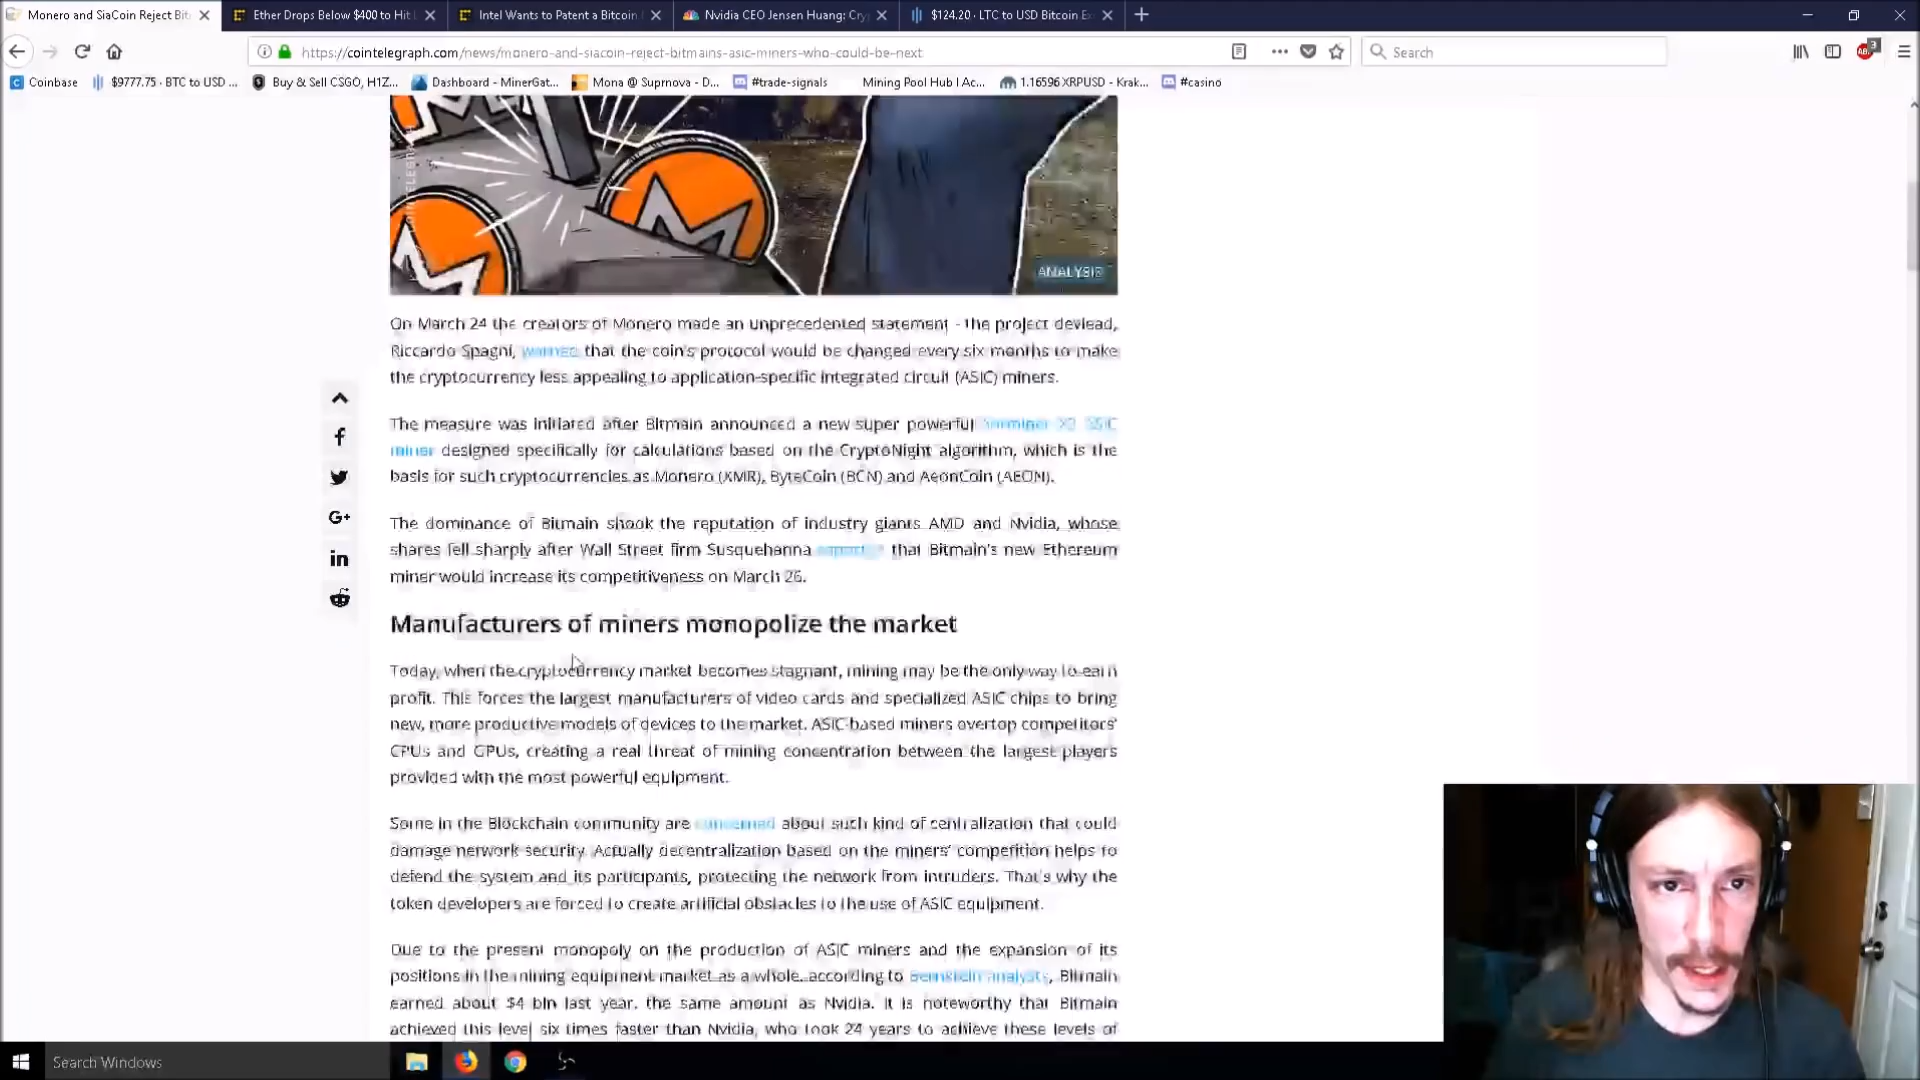 Monero and SiaCoin Reject Bit
Ether Drops Below $400 to Hit
Intel Wants to Patent a Bitcoin
Nvidia CEO Jensen Huang: Cry
$124.20 · LTC to USD Bitcoin Ex
https://cointelegraph.com/news/monero-and-siacoin-reject-bitmains-asic-miners-who-could-be-next
Search
3
Coinbase
$9777.75 · BTC to USD ...
Buy & Sell CSGO, H1Z...
Dashboard - MinerGat...
Mona @ Suprnova - D...
#trade-signals
Mining Pool Hub | Ac...
1.16596 XRPUSD - Krak...
#casino
ANALYSIS
On March 24 the creators of Monero made an unprecedented statement - the project devlead,
Riccardo Spagni, warned that the coin's protocol would be changed every six months to make
the cryptocurrency less appealing to application-specific integrated circuit (ASIC) miners.
The measure was initiated after Bitmain announced a new super powerful Antminer X3 ASIC
miner designed specifically for calculations based on the CryptoNight algorithm, which is the
basis for such cryptocurrencies as Monero (XMR), ByteCoin (BCN) and AeonCoin (AEON).
The dominance of Bitmain shook the reputation of industry giants AMD and Nvidia, whose
shares fell sharply after Wall Street firm Susquehanna that Bitmain's new Ethereum
miner would increase its competitiveness on March 26.
Manufacturers of miners monopolize the market
Today, when the cryptocurrency market becomes stagnant, mining may be the only way to earn
profit. This forces the largest manufacturers of video cards and specialized ASIC chips to bring
new, more productive models of devices to the market. ASIC-based miners overtop competitors'
CPUs and GPUs, creating a real threat of mining concentration between the largest players
provided with the most powerful equipment.
Some in the Blockchain community are concerned about such kind of centralization that could
damage network security. Actually decentralization based on the miners' competition helps to
defend the system and its participants, protecting the network from intruders. That's why the
token developers are forced to create artificial obstacles to the use of ASIC equipment.
Due to the present monopoly on the production of ASIC miners and the expansion of its
positions in the mining equipment market as a whole, according to Bernstein analysts, Bitmain
earned about $4 bln last year, the same amount as Nvidia. It is noteworthy that Bitmain
achieved this level six times faster than Nvidia, who took 24 years to achieve these levels of
Search Windows